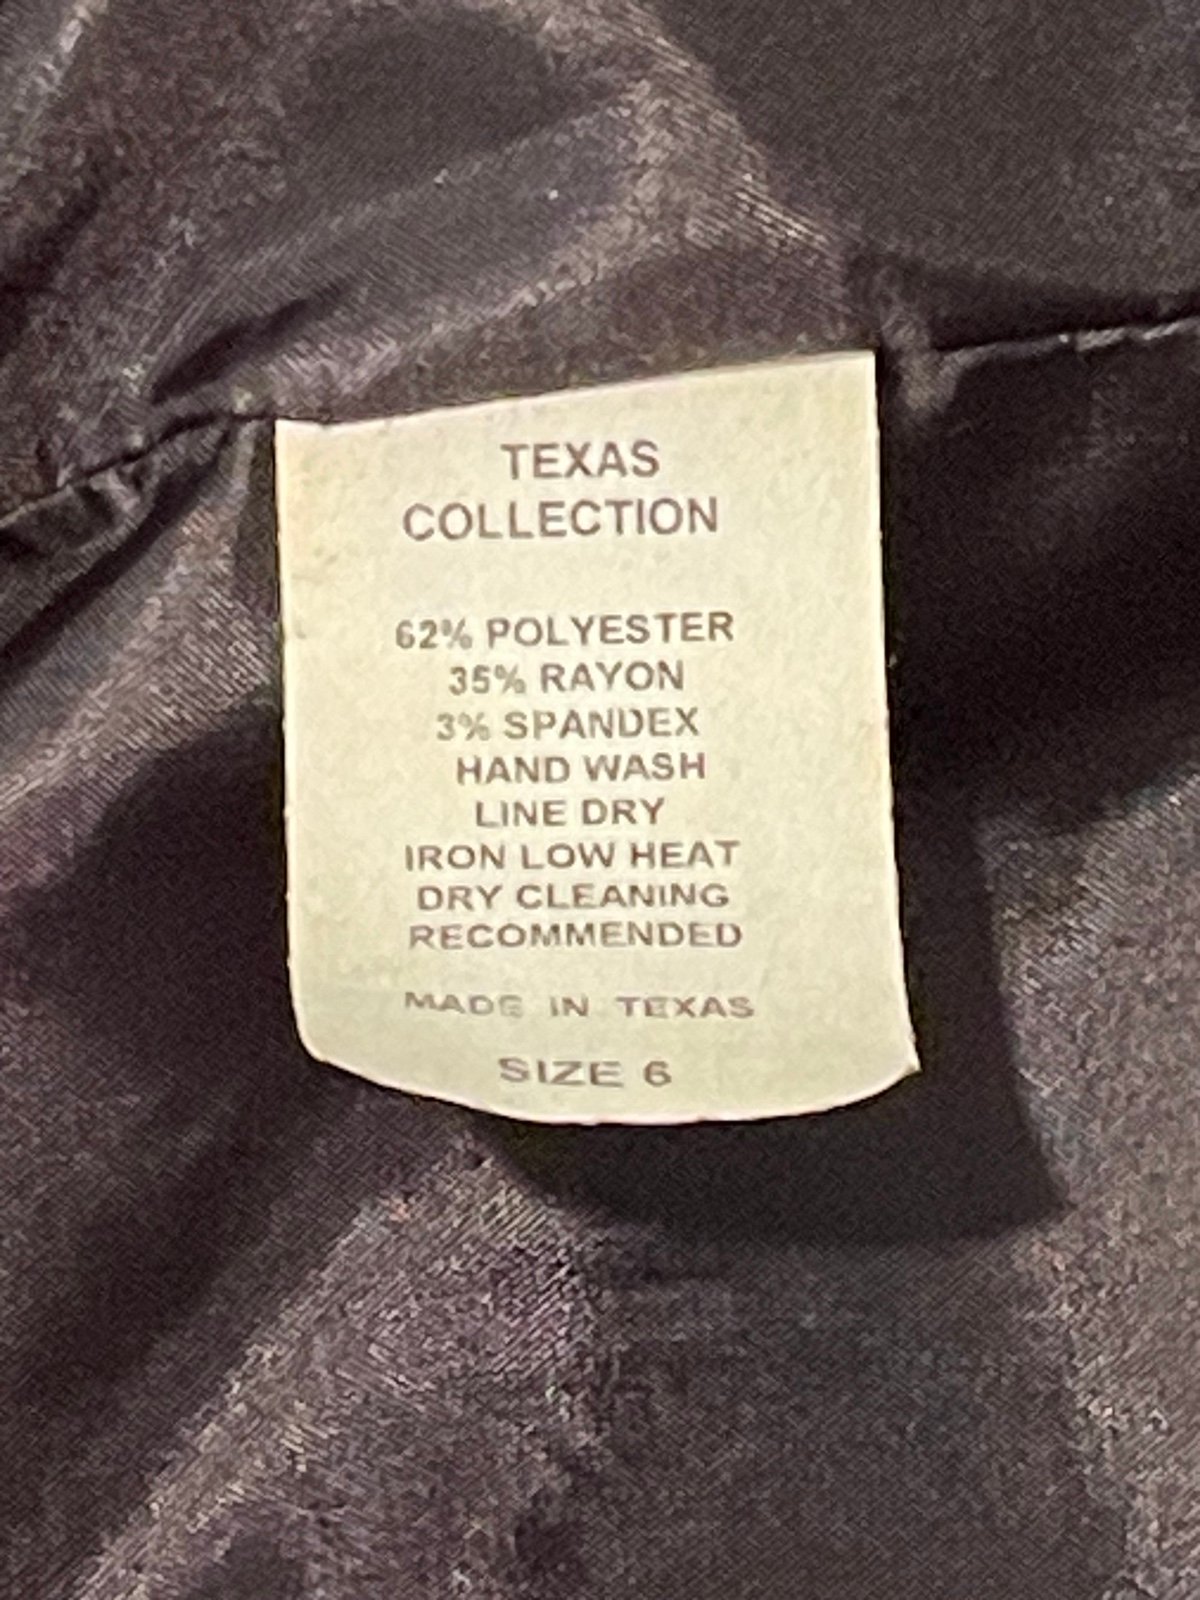 TEXAS
COLLECTION
62% POLYESTER
35% RAYON
3% SPANDEX
HAND WASH
LINE DRY
IRON LOW HEAT
DRY CLEANING
RECOMMENDED
MADE IN TEXAS
SIZE 6